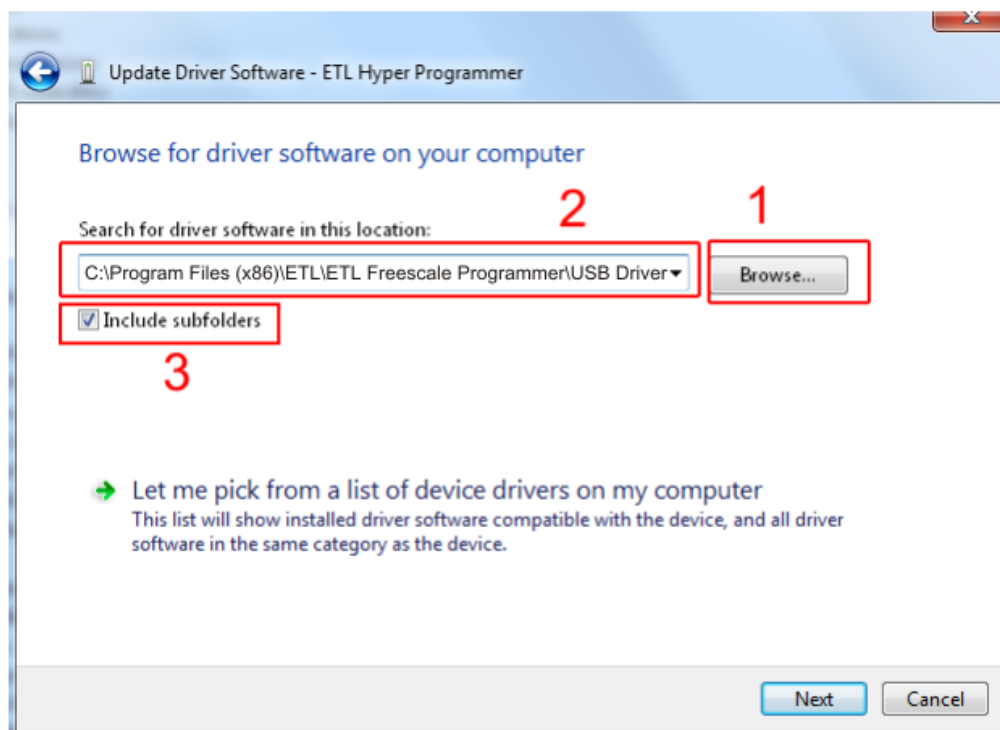 Update Driver Software - ETL Hyper Programmer
Browse for driver software on your computer
2
1
Search for driver software in this location:
C:\Program Files (x86)\ETL\ETL Freescale Programmer\USB Driver
Browse...
Include subfolders
3
Let me pick from a list of device drivers on my computer
This list will show installed driver software compatible with the device, and all driver
software in the same category as the device.
Next
Cancel